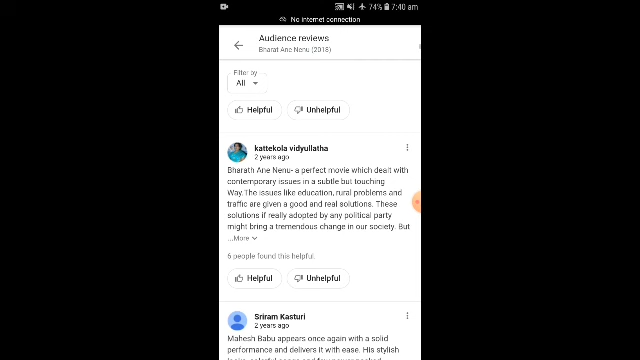 74% 7:40 am
No internet connection
Audience reviews
Bharat Ane Nenu (2018)
Filter by
All
Helpful Unhelpful
kattekola vidyullatha
2 years ago
Bharath Ane Nenu- a perfect movie which dealt with
contemporary issues in a subtle but touching
Way.The issues like education, rural problems and
traffic are given a good and real solutions. These
solutions if really adopted by any political party
might bring a tremendous change in our society. But
...More
6 people found this helpful.
Helpful Unhelpful
Sriram Kasturi
2 years ago
Mahesh Babu appears once again with a solid
performance and delivers it with ease. His stylish